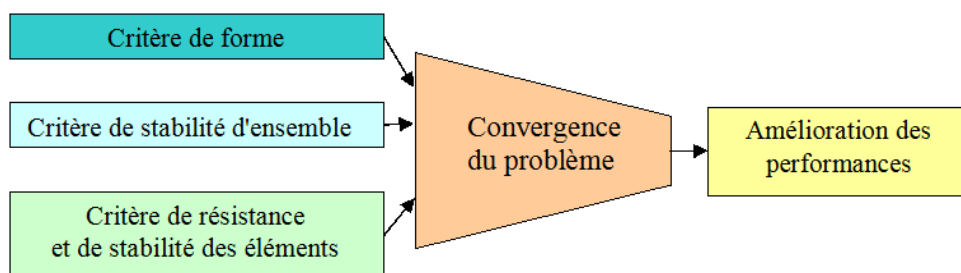 Critère de forme
Critère de stabilité d'ensemble
Critère de résistance
et de stabilité des éléments
Convergence
du problème
Amélioration des
performances